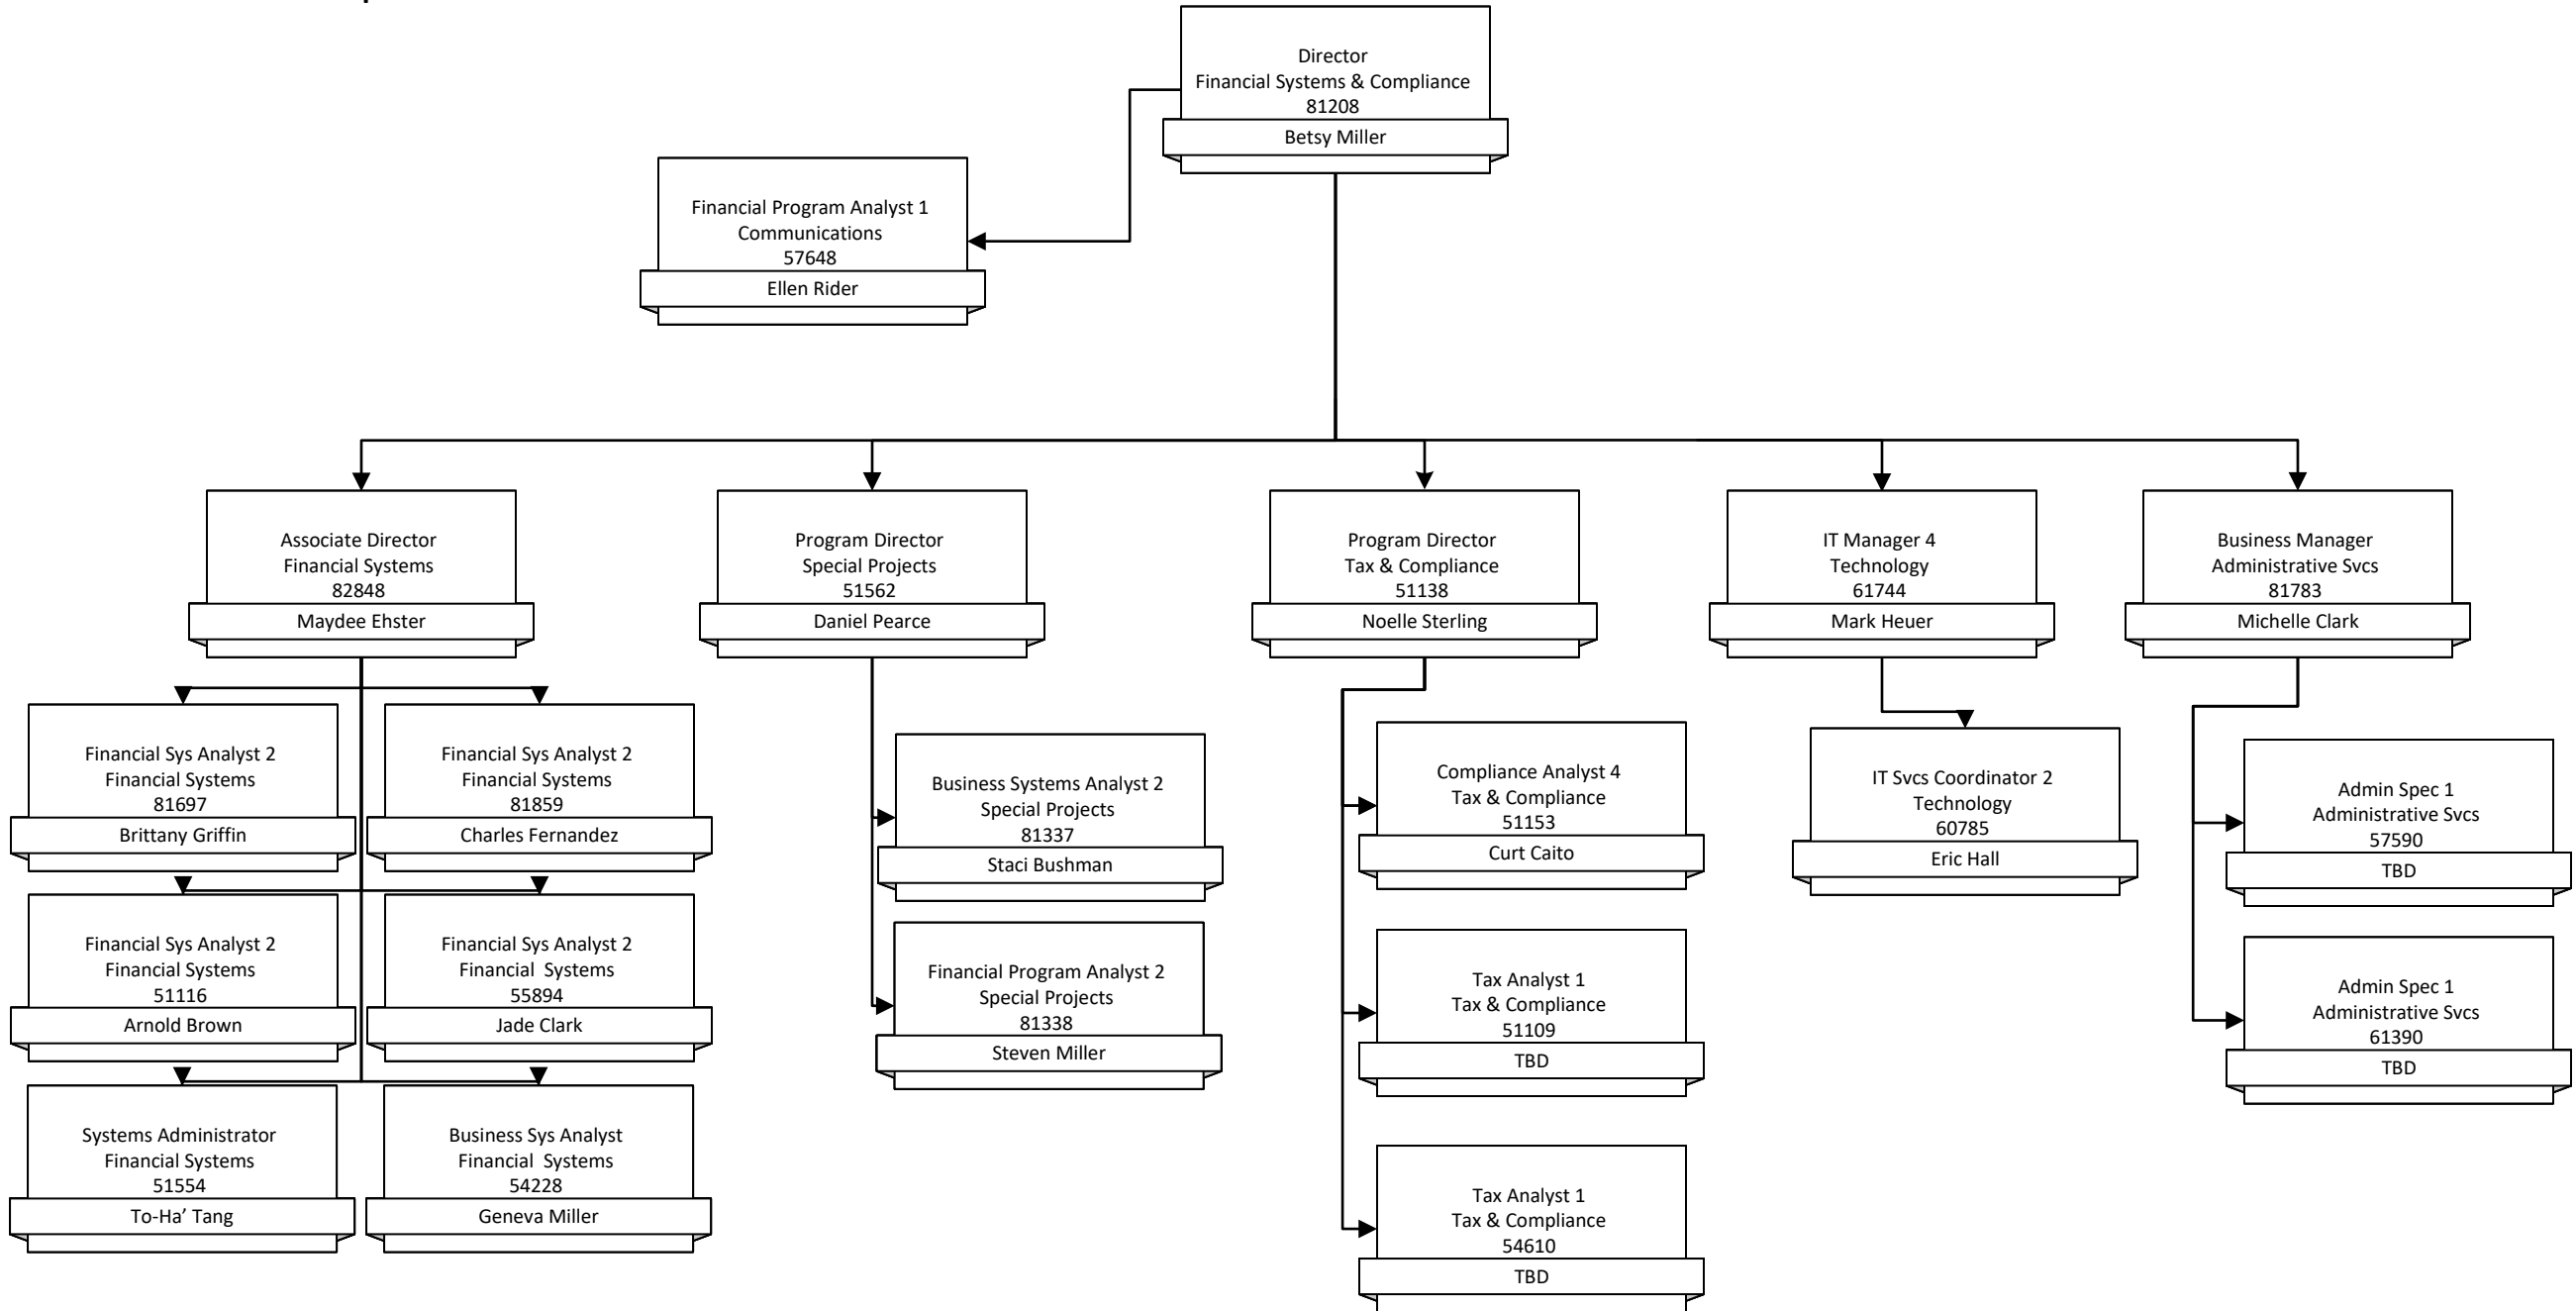 Director
Financial Systems & Compliance
81208
Betsy Miller
Financial Program Analyst 1
Communications
57648
Ellen Rider
Associate Director
Financial Systems
82848
Maydee Ehster
Program Director
Special Projects
51562
Daniel Pearce
Program Director
Tax & Compliance
51138
Noelle Sterling
IT Manager 4
Technology
61744
Mark Heuer
Business Manager
Administrative Svcs
81783
Michelle Clark
Financial Sys Analyst 2
Financial Systems
81697
Brittany Griffin
Financial Sys Analyst 2
Financial Systems
81859
Charles Fernandez
Financial Sys Analyst 2
Financial Systems
51116
Arnold Brown
Financial Sys Analyst 2
Financial  Systems
55894
Jade Clark
Systems Administrator
Financial Systems
51554
To-Ha’ Tang
Business Sys Analyst
Financial  Systems
54228
Geneva Miller
Business Systems Analyst 2
Special Projects
81337
Staci Bushman
Financial Program Analyst 2
Special Projects
81338
Steven Miller
Compliance Analyst 4
Tax & Compliance
51153
Curt Caito
Tax Analyst 1
Tax & Compliance
51109
TBD
Tax Analyst 1
Tax & Compliance
54610
TBD
IT Svcs Coordinator 2
Technology
60785
Eric Hall
Admin Spec 1
Administrative Svcs
57590
TBD
Admin Spec 1
Administrative Svcs
61390
TBD